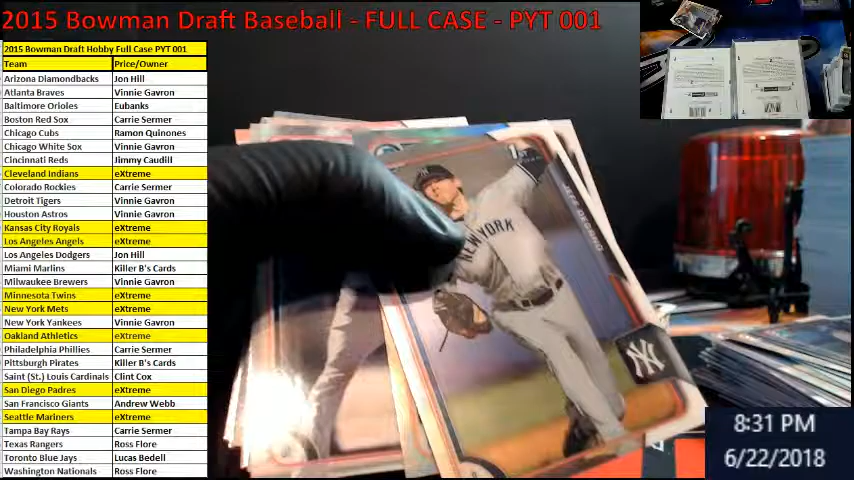 2015 Bowman Draft Baseball - FULL CASE - PYT 001
2015 Bowman Draft Hobby Full Case PYT 001
Team Price/Owner
Arizona Diamondbacks Jon Hill
Atlanta Braves Vinnie Gavron
Baltimore Orioles Eubanks
Boston Red Sox Carrie Sermer
Chicago Cubs Ramon Quinones
Chicago White Sox Vinnie Gavron
Cincinnati Reds Jimmy Caudill
Cleveland Indians eXtreme
Colorado Rockies Carrie Sermer
Detroit Tigers Vinnie Gavron
Houston Astros Vinnie Gavron
Kansas City Royals eXtreme
Los Angeles Angels eXtreme
Los Angeles Dodgers Jon Hill
Miami Marlins Killer B's Cards
Milwaukee Brewers Vinnie Gavron
Minnesota Twins eXtreme
New York Mets eXtreme
New York Yankees Vinnie Gavron
Oakland Athletics eXtreme
Philadelphia Phillies Carrie Sermer
Pittsburgh Pirates Killer B's Cards
Saint (St.) Louis Cardinals Clint Cox
San Diego Padres eXtreme
San Francisco Giants Andrew Webb
Seattle Mariners eXtreme
Tampa Bay Rays Carrie Sermer
Texas Rangers Ross Flore
Toronto Blue Jays Lucas Bedell
Washington Nationals Ross Flore
1st
JEFF DEGANO
NEW YORK
NY
8:31 PM
6/22/2018